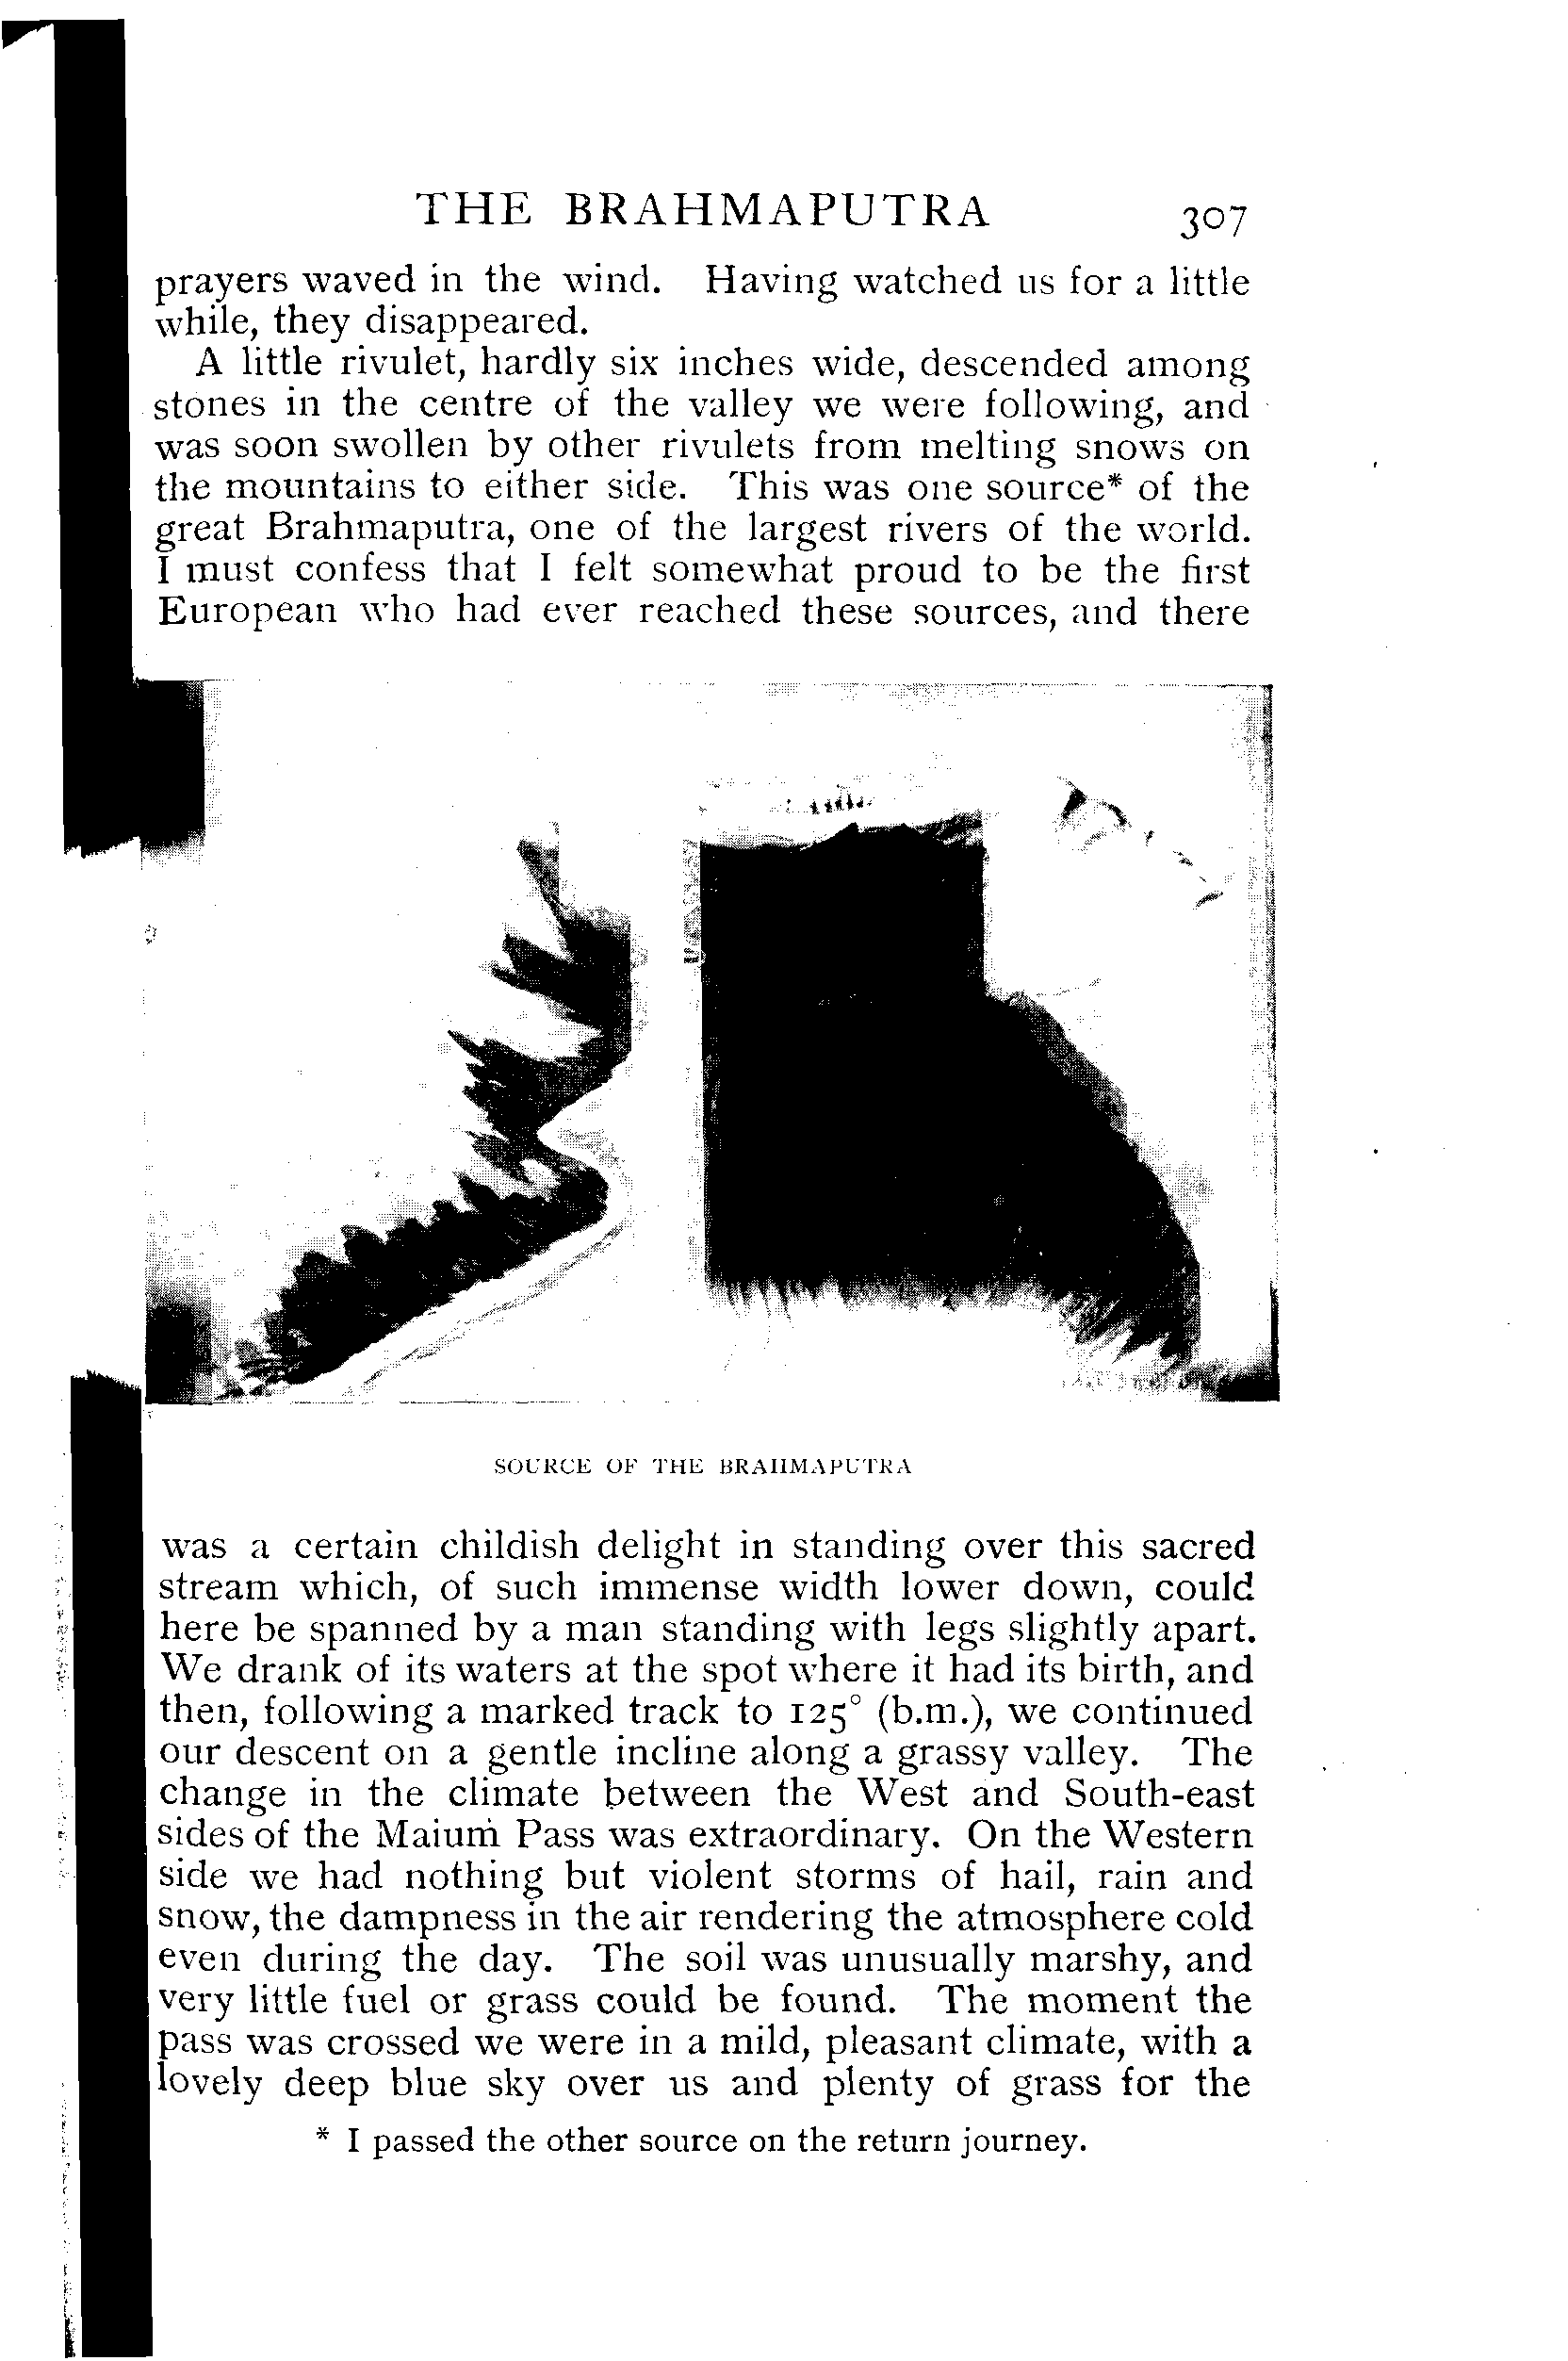 THE BRAHMAPUTRA 307
prayers waved in the wind. Having watched us for a little
while, they disappeared.
A little rivulet, hardly six inches wide, descended among
stones in the centre of the valley we were following, and
was soon swollen by other rivulets from melting snows on
the mountains to either side. This was one source* of the
great Brahmaputra, one of the largest rivers of the world.
I must confess that I felt somewhat proud to be the first
European who had ever reached these sources, and there
SOURCE OF THE BRAHMAPUTRA
was a certain childish delight in standing over this sacred
stream which, of such immense width lower down, could
here be spanned by a man standing with legs slightly apart.
We drank of its waters at the spot where it had its birth, and
then, following a marked track to 125° (b.m.), we continued
our descent on a gentle incline along a grassy valley. The
change in the climate between the West and South-east
sides of the Maium Pass was extraordinary. On the Western
side we had nothing but violent storms of hail, rain and
snow, the dampness in the air rendering the atmosphere cold
even during the day. The soil was unusually marshy, and
very little fuel or grass could be found. The moment the
pass was crossed we were in a mild, pleasant climate, with a
lovely deep blue sky over us and plenty of grass for the
* I passed the other source on the return journey.